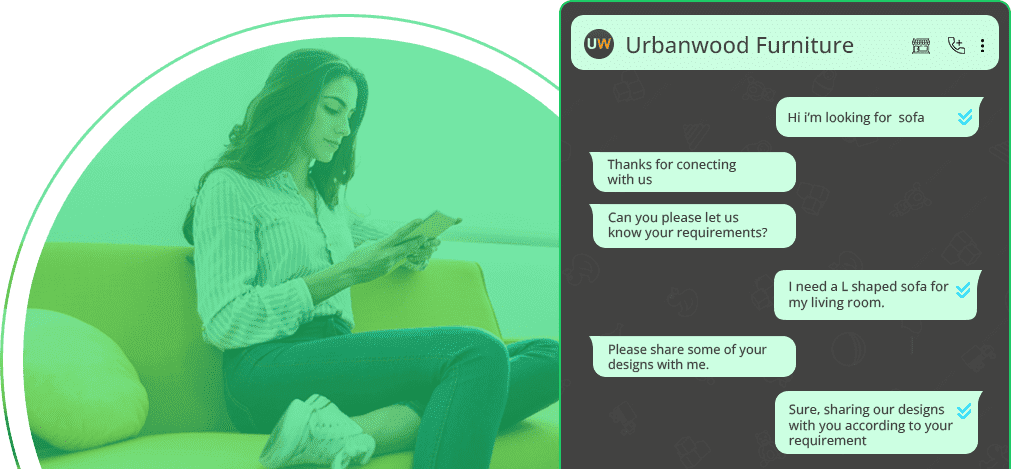 UW Urbanwood Furniture
Hi i'm looking for sofa
Thanks for conecting
with us
Can you please let us
know your requirements?
I need a L shaped sofa for
my living room.
Please share some of your
designs with me.
Sure, sharing our designs
with you according to your
requirement